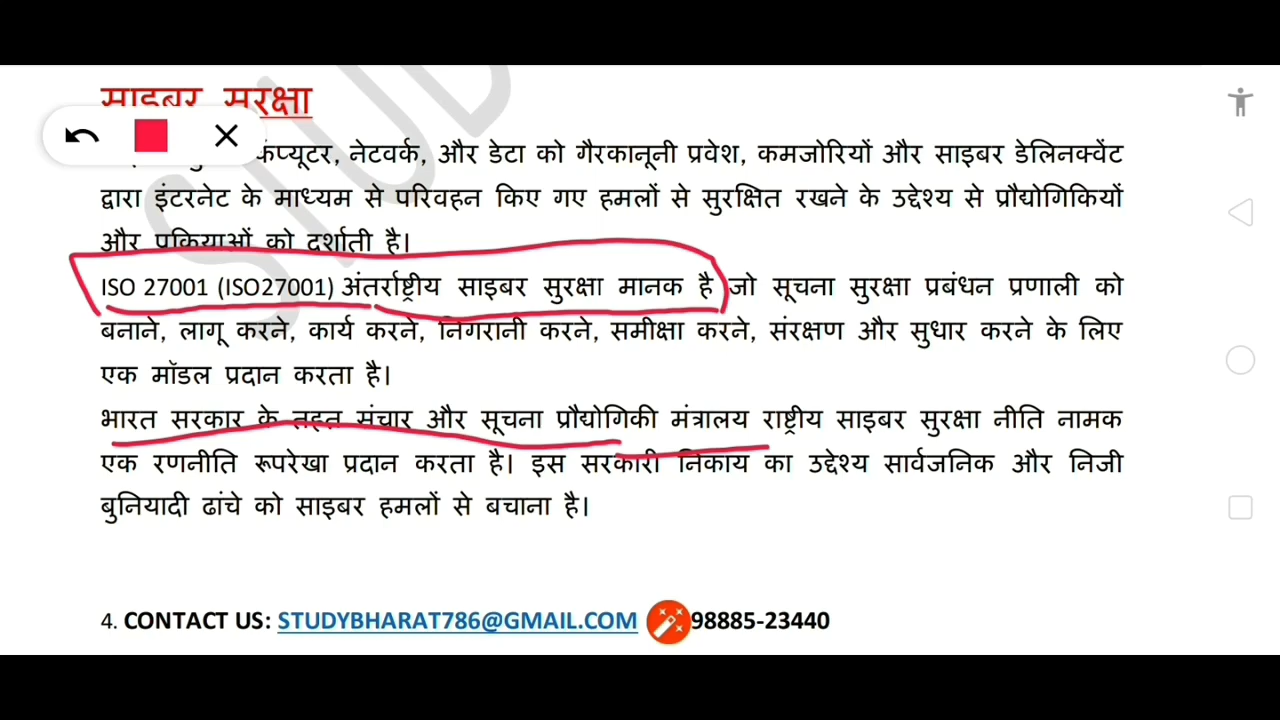 साइबर सुरक्षा
कंप्यूटर, नेटवर्क, और डेटा को गैरकानूनी प्रवेश, कमजोरियों और साइबर डेलिनक्वेंट
द्वारा इंटरनेट के माध्यम से परिवहन किए गए हमलों से सुरक्षित रखने के उद्देश्य से प्रौद्योगिकियों
और प्रक्रियाओं को दर्शाती है।
ISO 27001 (ISO27001) अंतर्राष्ट्रीय साइबर सुरक्षा मानक है जो सूचना सुरक्षा प्रबंधन प्रणाली को
बनाने, लागू करने, कार्य करने, निगरानी करने, समीक्षा करने, संरक्षण और सुधार करने के लिए
एक मॉडल प्रदान करता है।
भारत सरकार के तहत संचार और सूचना प्रौद्योगिकी मंत्रालय राष्ट्रीय साइबर सुरक्षा नीति नामक
एक रणनीति रूपरेखा प्रदान करता है। इस सरकारी निकाय का उद्देश्य सार्वजनिक और निजी
बुनियादी ढांचे को साइबर हमलों से बचाना है।
4. CONTACT US: STUDYBHARAT786@GMAIL.COM 98885-23440